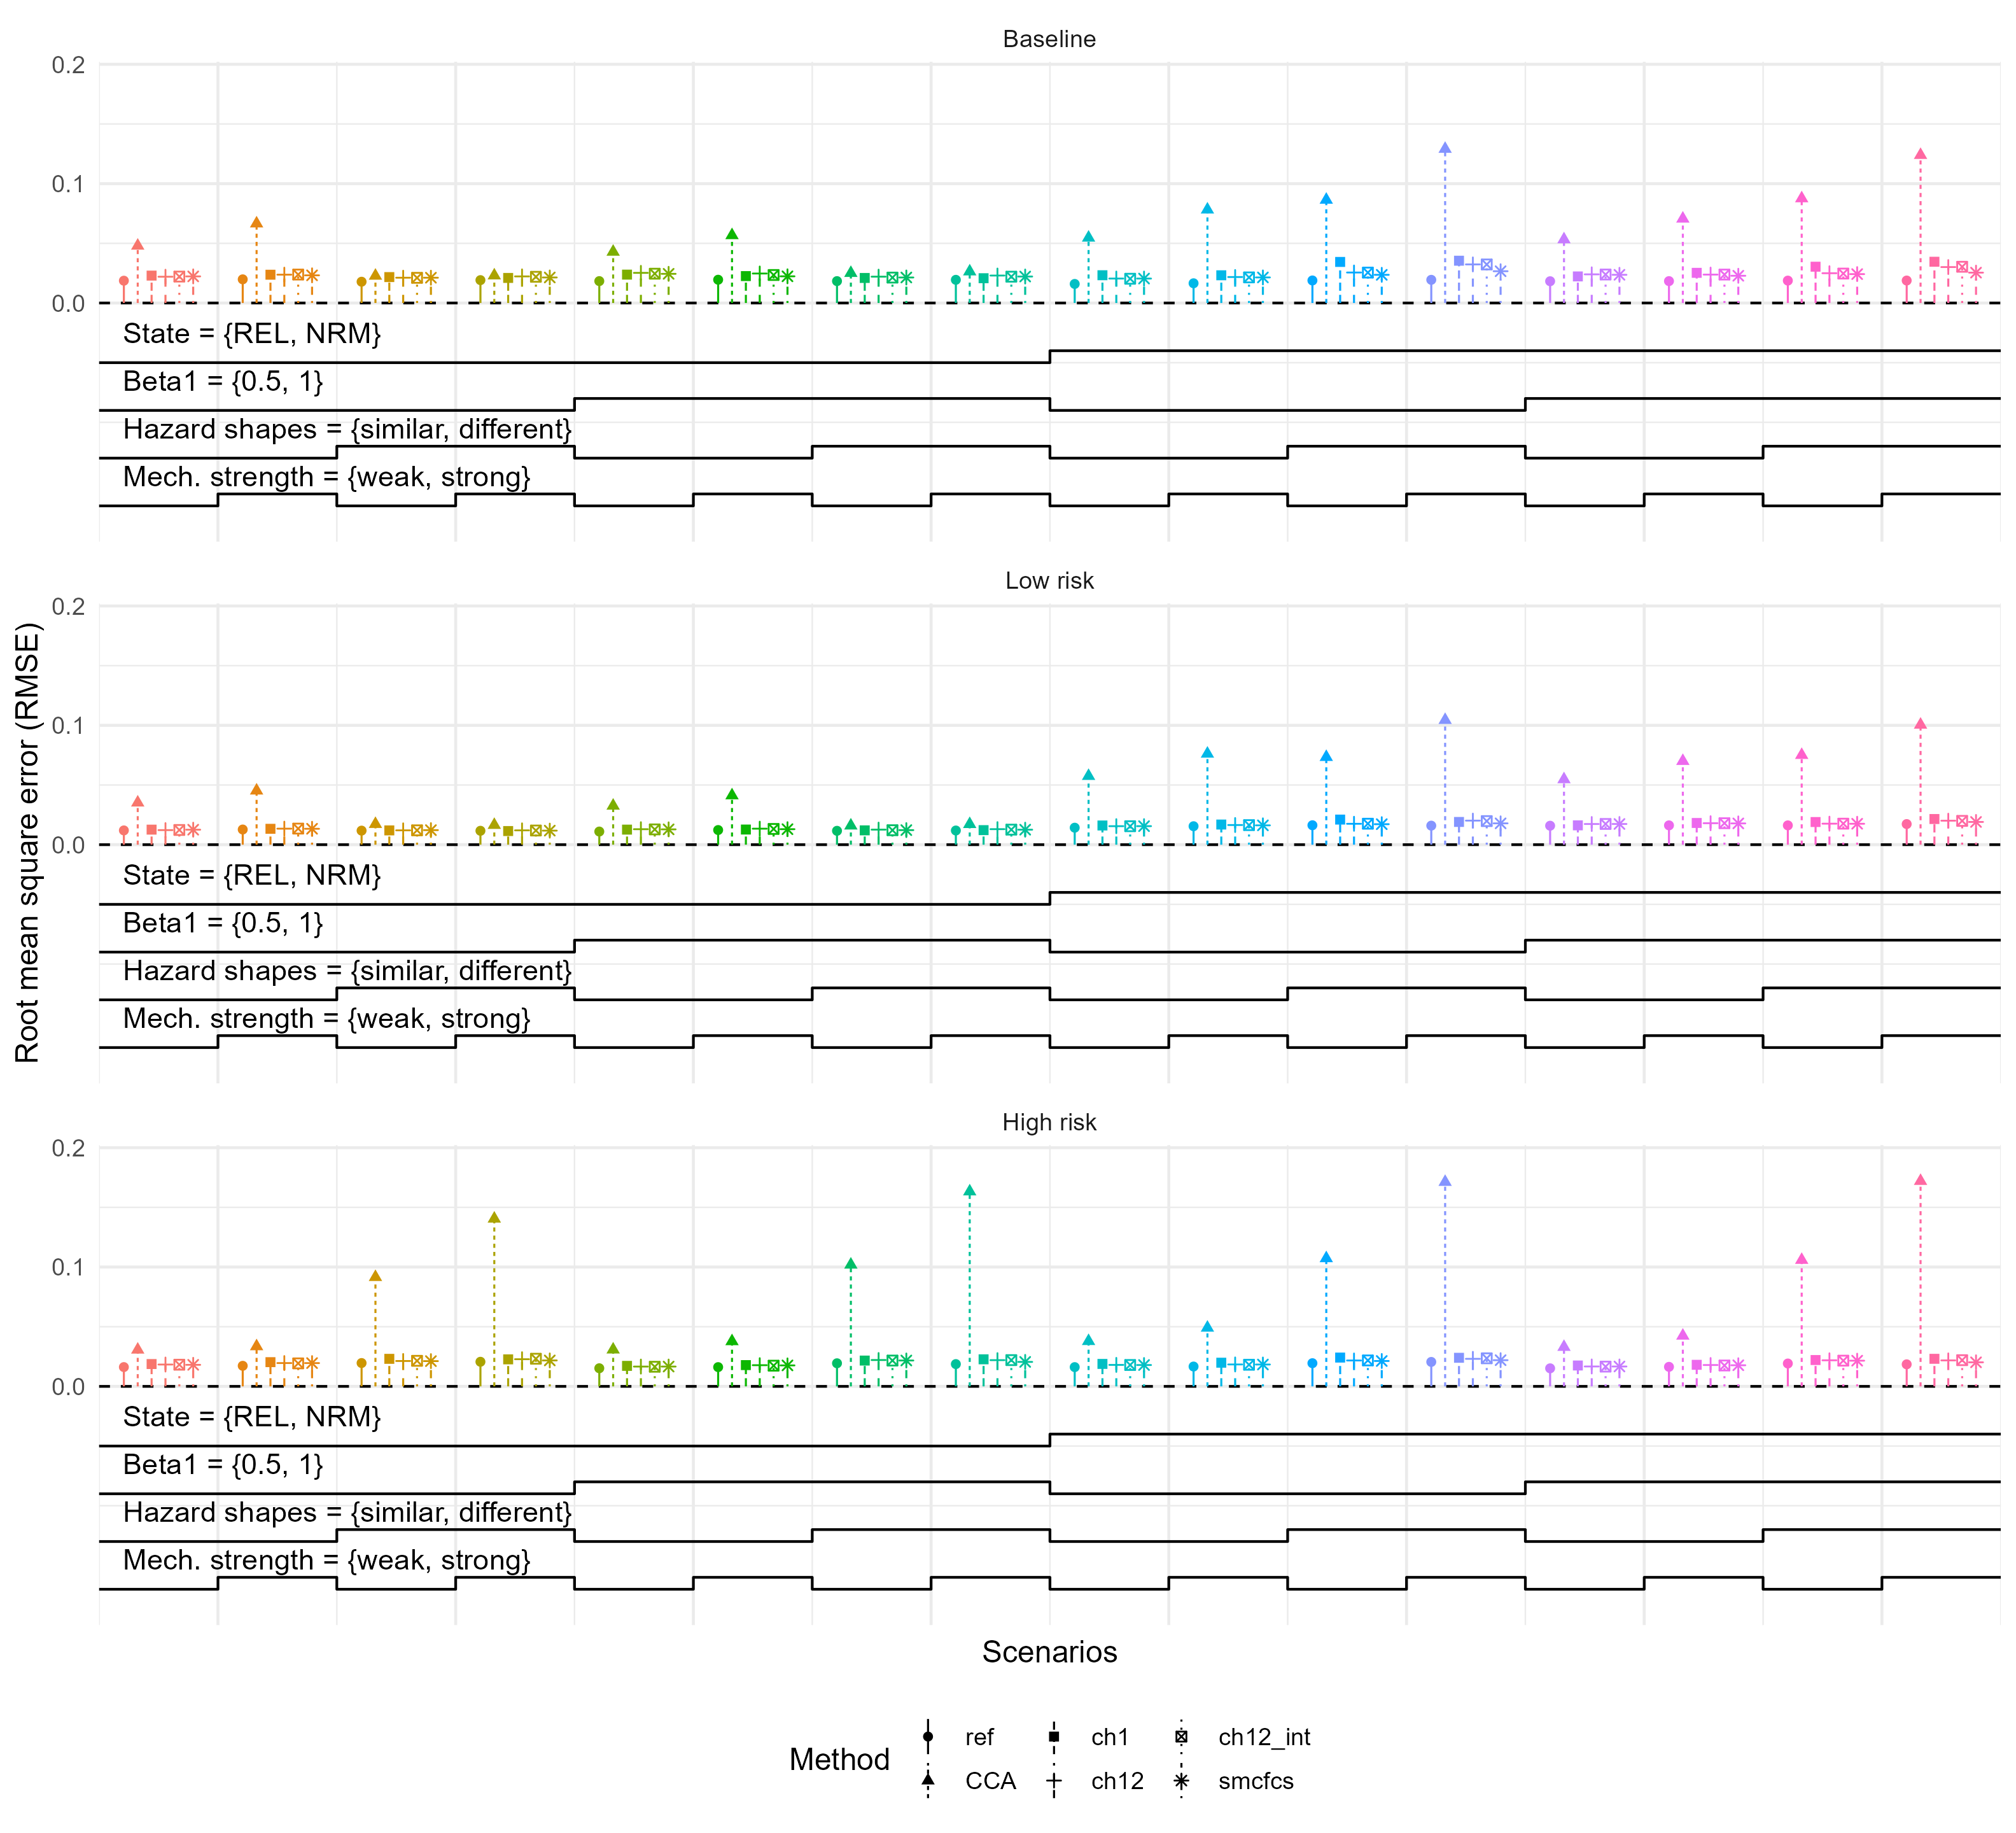 Baseline
0.2
0.1
0.0
State = {REL, NRM}
Beta1 = {0.5, 1}
Hazard shapes = {similar, different}
Mech. strength = {weak, strong}
Root mean square error (RMSE)
Low risk
0.2
0.1
0.0
State = {REL, NRM}
Beta1 = {0.5, 1}
Hazard shapes = {similar, different}
Mech. strength = {weak, strong}
High risk
0.2
0.1
0.0
State = {REL, NRM}
Beta1 = {0.5, 1}
Hazard shapes = {similar, different}
Mech. strength = {weak, strong}
Scenarios
Method
ref ch1 ch12_int
CCA ch12 smcfcs